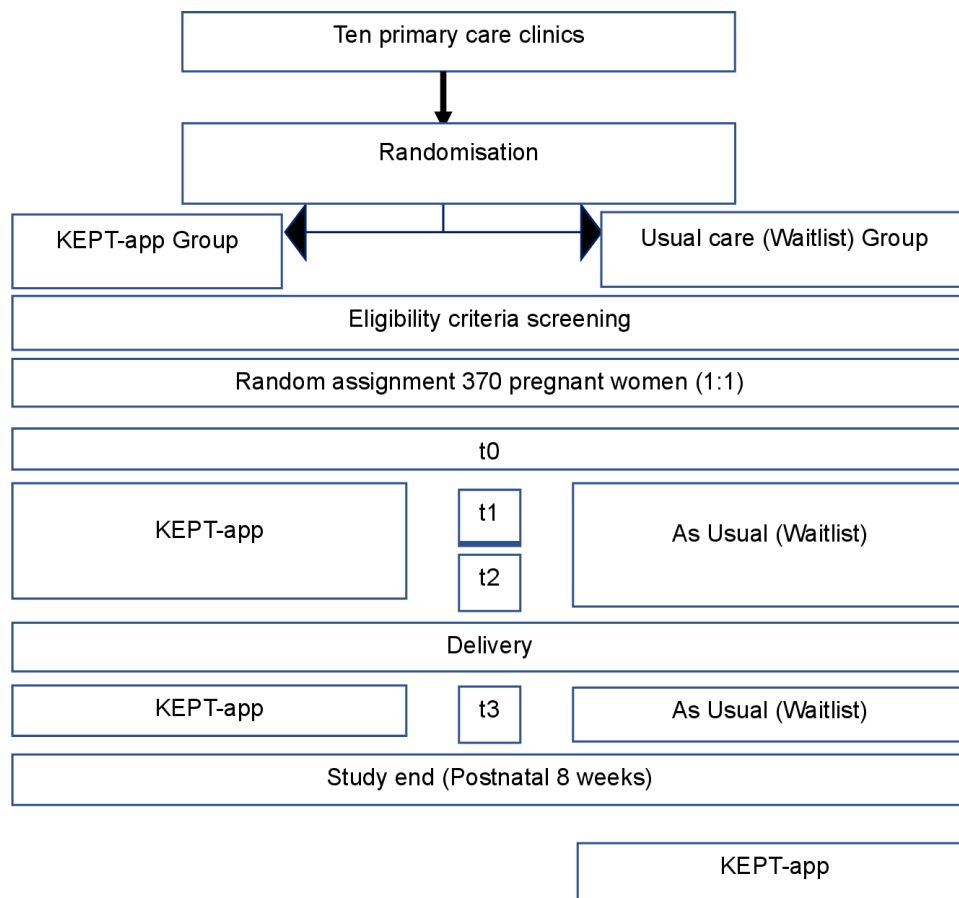 Ten primary care clinics
Randomisation
KEPT-app Group
Usual care (Waitlist) Group
Eligibility criteria screening
Random assignment 370 pregnant women (1:1)
t0
KEPT-app
t1
As Usual (Waitlist)
t2
Delivery
KEPT-app
t3
As Usual (Waitlist)
Study end (Postnatal 8 weeks)
KEPT-app